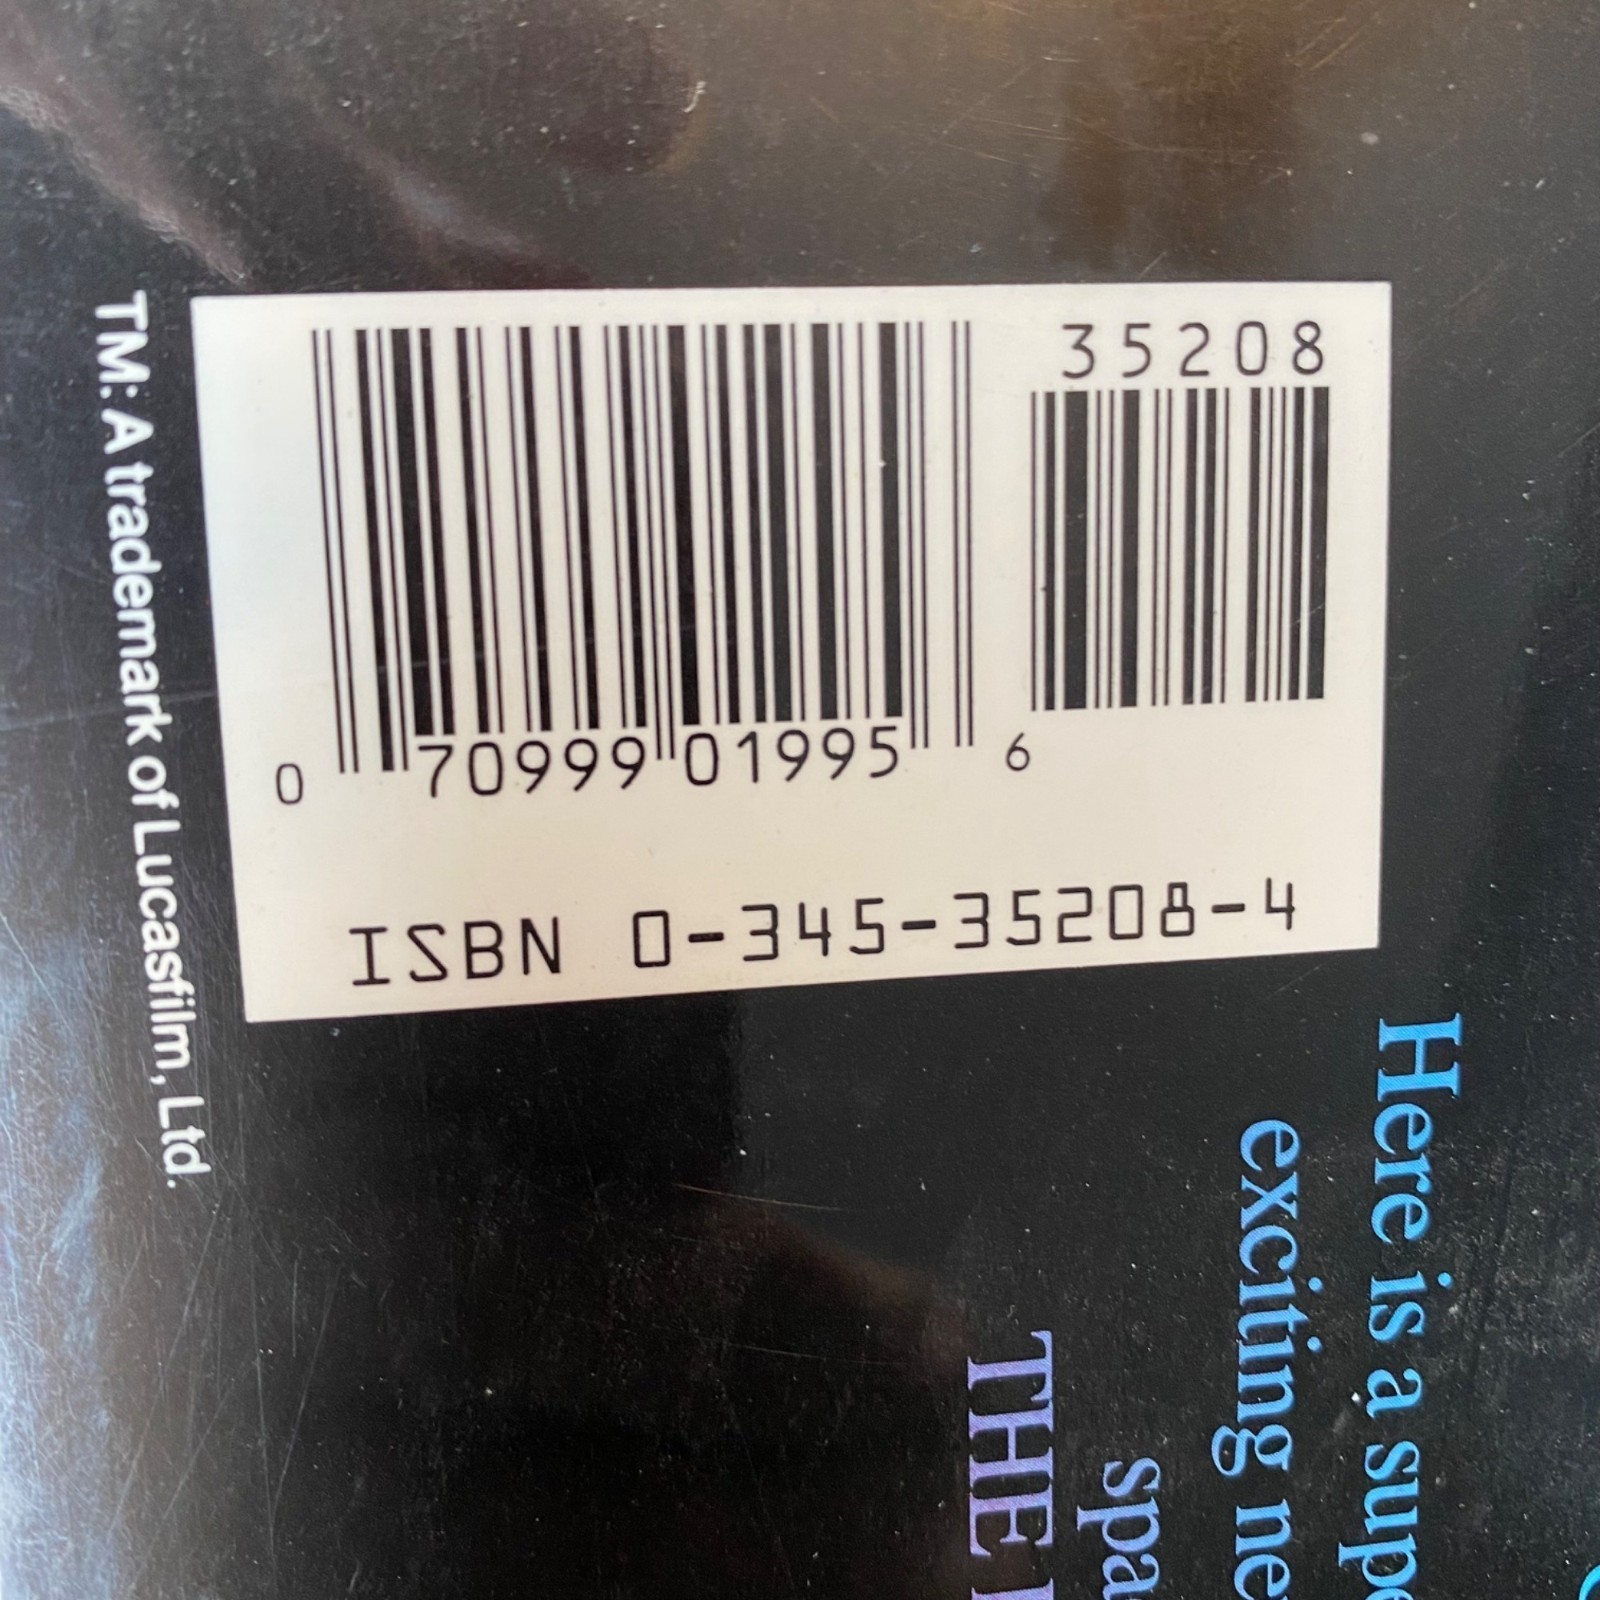 35208
0 70999 01995 6
ISBN 0-345-35208-4
TM: A trademark of Lucasfilm, Ltd.
Here is a supe
exciting ne
spa
THE